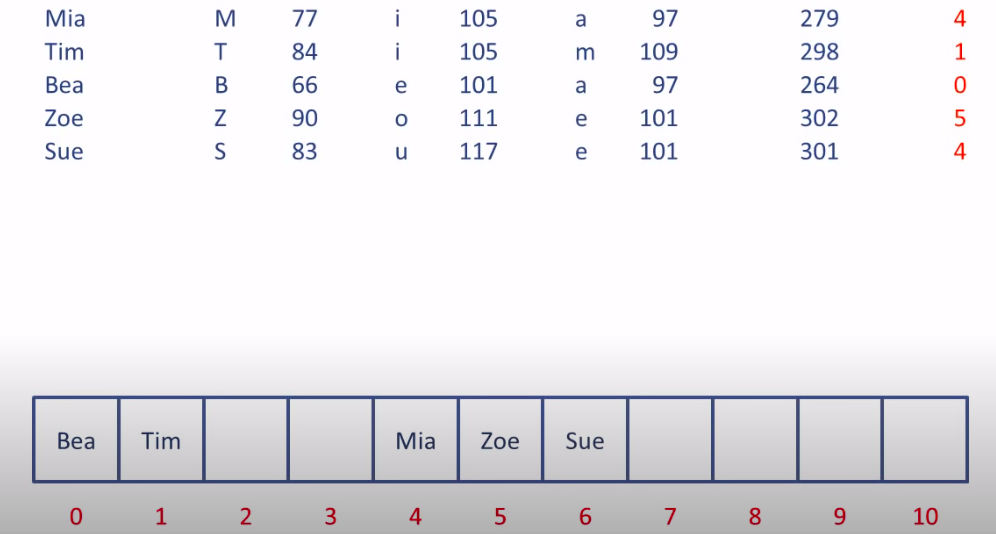 Mia M 77 i 105 a 97 279 4
Tim T 84 i 105 m 109 298 1
Bea B 66 e 101 a 97 264 0
Zoe Z 90 o 111 e 101 302 5
Sue S 83 u 117 e 101 301 4
Bea Tim Mia Zoe Sue
0 1 2 3 4 5 6 7 8 9 10